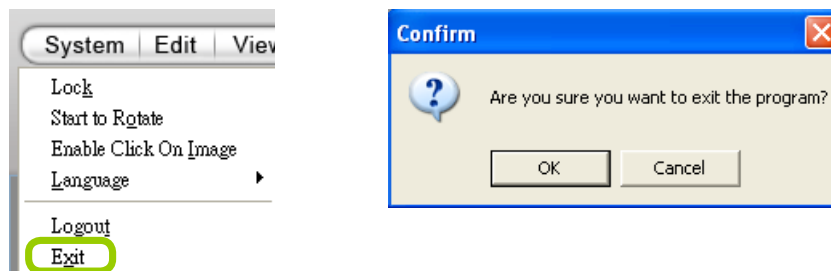 System Edit View
Lock
Start to Rotate
Enable Click On Image
Language
Logout
Exit
Confirm
Are you sure you want to exit the program?
OK Cancel